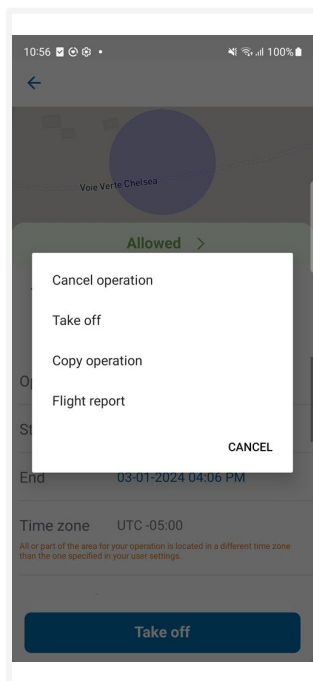 10:56
100%
Voie Verte Chelsea
Allowed >
Cancel operation
Take off
Copy operation
Flight report
CANCEL
End 03-01-2024 04:06 PM
Time zone UTC -05:00
All or part of the area for your operation is located in a different time zone
than the one specified in your user settings.
Take off